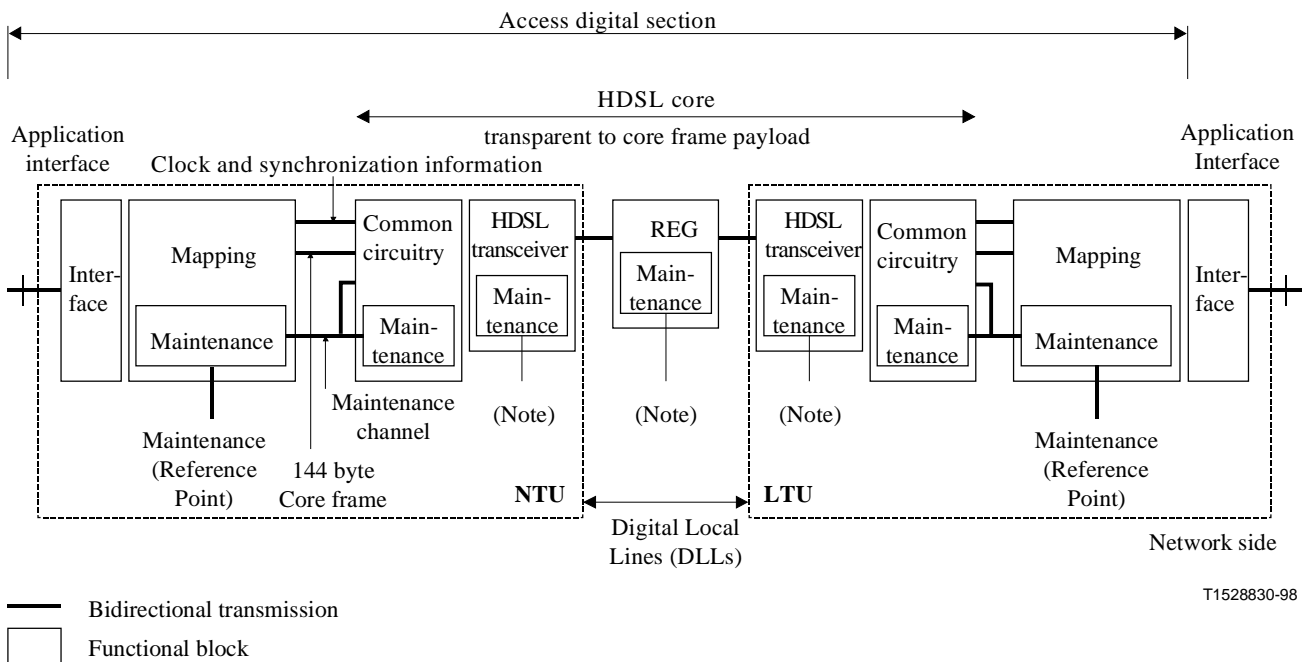 Access digital section
HDSL core
transparent to core frame payload
Application
interface
Application
Interface
Clock and synchronization information
Inter-
face
Mapping
Maintenance
Common
circuitry
Main-
tenance
HDSL
transceiver
Main-
tenance
REG
Main-
tenance
HDSL
transceiver
Main-
tenance
Common
circuitry
Main-
tenance
Mapping
Maintenance
Inter-
face
Maintenance
(Reference
Point)
144 byte
Core frame
Maintenance
channel
(Note)
(Note)
(Note)
Maintenance
(Reference
Point)
NTU
LTU
Digital Local
Lines (DLLs)
Network side
T1528830-98
Bidirectional transmission
Functional block